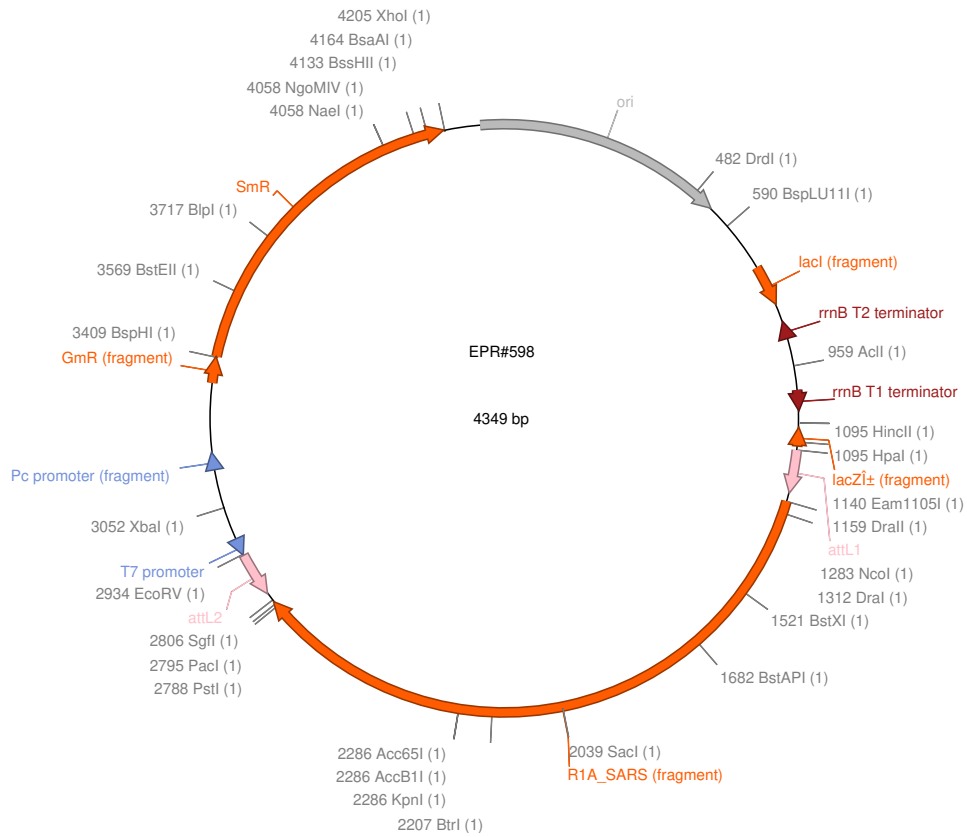 4205 XhoI (1)
4164 BsaAI (1)
4133 BssHII (1)
4058 NgoMIV (1)
4058 NaeI (1)
ori
482 DrdI (1)
590 BspLU11I (1)
SmR
3717 BlpI (1)
lacI (fragment)
3569 BstEII (1)
rrnB T2 terminator
3409 BspHI (1)
GmR (fragment)
EPR#598
959 AclI (1)
rrnB T1 terminator
4349 bp
1095 HincII (1)
1095 HpaI (1)
Pc promoter (fragment)
lacZÎ± (fragment)
1140 Eam1105I (1)
3052 XbaI (1)
1159 DraII (1)
attL1
T7 promoter
1283 NcoI (1)
2934 EcoRV (1)
1312 DraI (1)
attL2
1521 BstXI (1)
2806 SgfI (1)
2795 PacI (1)
1682 BstAPI (1)
2788 PstI (1)
2286 Acc65I (1)
2039 SacI (1)
2286 AccB1I (1)
R1A_SARS (fragment)
2286 KpnI (1)
2207 BtrI (1)